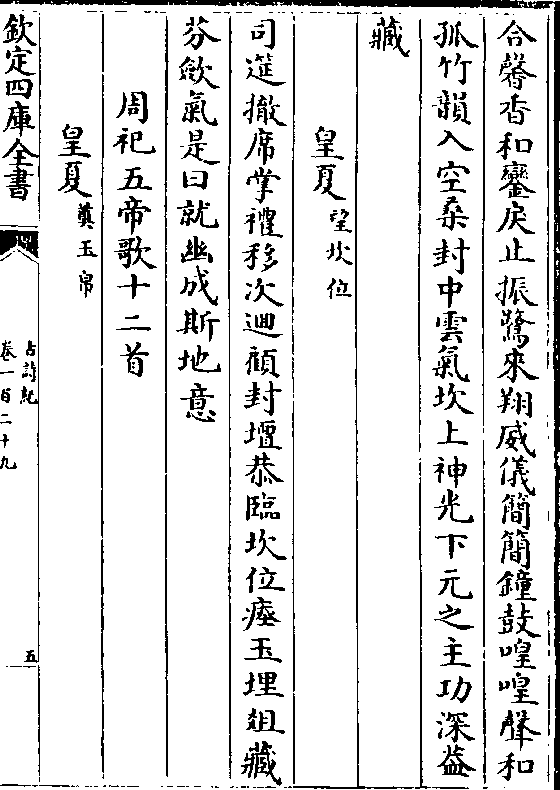 合馨香和鑾戾止振鷺來翔威儀簡簡鐘鼓喤喤聲和
孤竹韻入空桑封中雲氣坎上神光下元之主功深葢
藏
皇夏望坎位
司筵撤席掌禮移次迴顧封壇恭臨坎位瘞玉埋俎藏
芬歛氣是曰就幽成斯地意
周祀五帝歌十二首
皇夏奠玉帛
欽定四庫全書
古詩紀
卷一百二十九
五